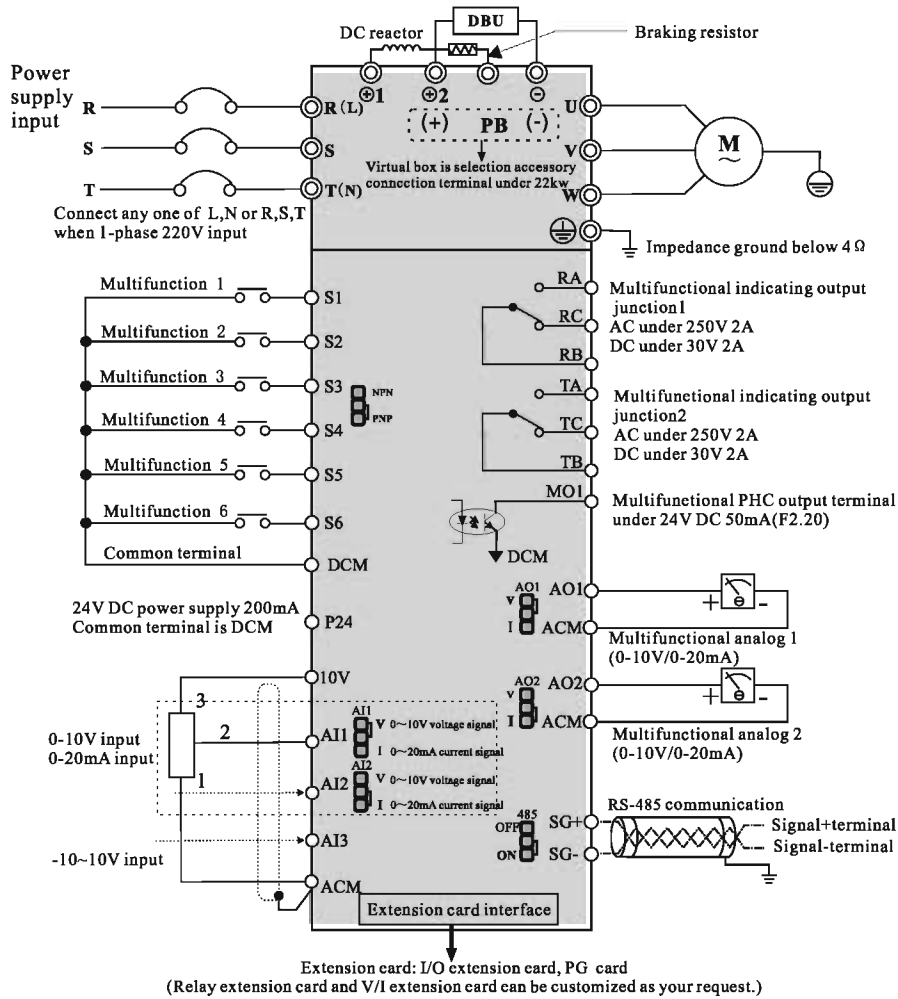 DBU
DC reactor
Braking resistor
Power
supply
input
R
S
T
R(L)
S
T(N)
⊕1
⊕2
⊖
(+) PB (-)
Virtual box is selection accessory
connection terminal under 22kw
U
V
W
M
~
Connect any one of L,N or R,S,T
when 1-phase 220V input
Impedance ground below 4Ω
Multifunction 1
S1
Multifunction 2
S2
Multifunction 3
S3
Multifunction 4
S4
Multifunction 5
S5
Multifunction 6
S6
Common terminal
DCM
NPN
PNP
RA
RC
RB
Multifunctional indicating output
junction1
AC under 250V 2A
DC under 30V 2A
TA
TC
TB
Multifunctional indicating output
junction2
AC under 250V 2A
DC under 30V 2A
MO1
Multifunctional PHC output terminal
under 24V DC 50mA(F2.20)
DCM
24V DC power supply 200mA
Common terminal is DCM
P24
AO1
V
I
AO1
ACM
+ -
Multifunctional analog 1
(0-10V/0-20mA)
AO2
V
I
AO2
ACM
+ -
Multifunctional analog 2
(0-10V/0-20mA)
10V
3
2
1
0-10V input
0-20mA input
AI1
AI1
V 0~10V voltage signal
I 0~20mA current signal
AI2
AI2
V 0~10V voltage signal
I 0~20mA current signal
-10~10V input
AI3
ACM
485
OFF
ON
SG+
SG-
RS-485 communication
Signal+terminal
Signal-terminal
Extension card interface
Extension card: I/O extension card, PG card
(Relay extension card and V/I extension card can be customized as your request.)